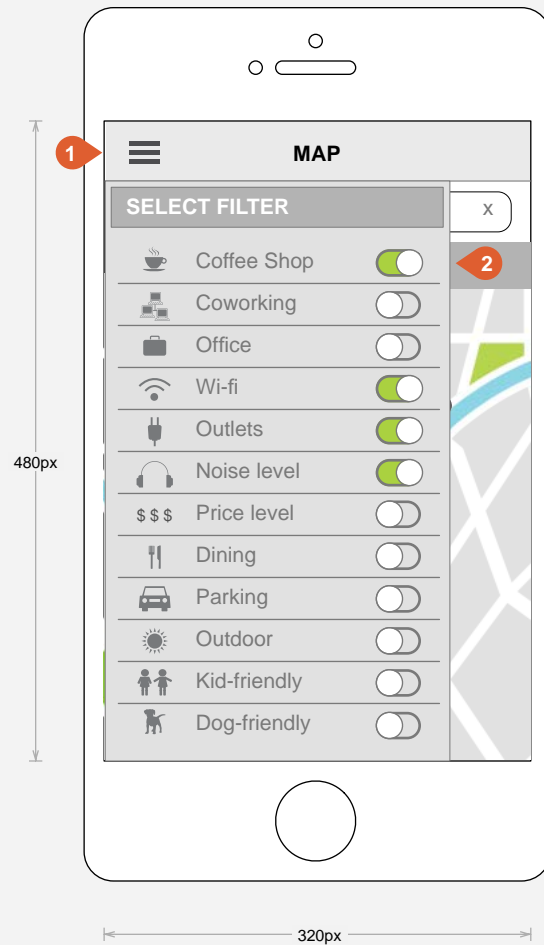 1
MAP
SELECT FILTER
x
Coffee Shop
2
Coworking
Office
Wi-fi
Outlets
480px
Noise level
$ $ $ Price level
Dining
Parking
Outdoor
Kid-friendly
Dog-friendly
320px